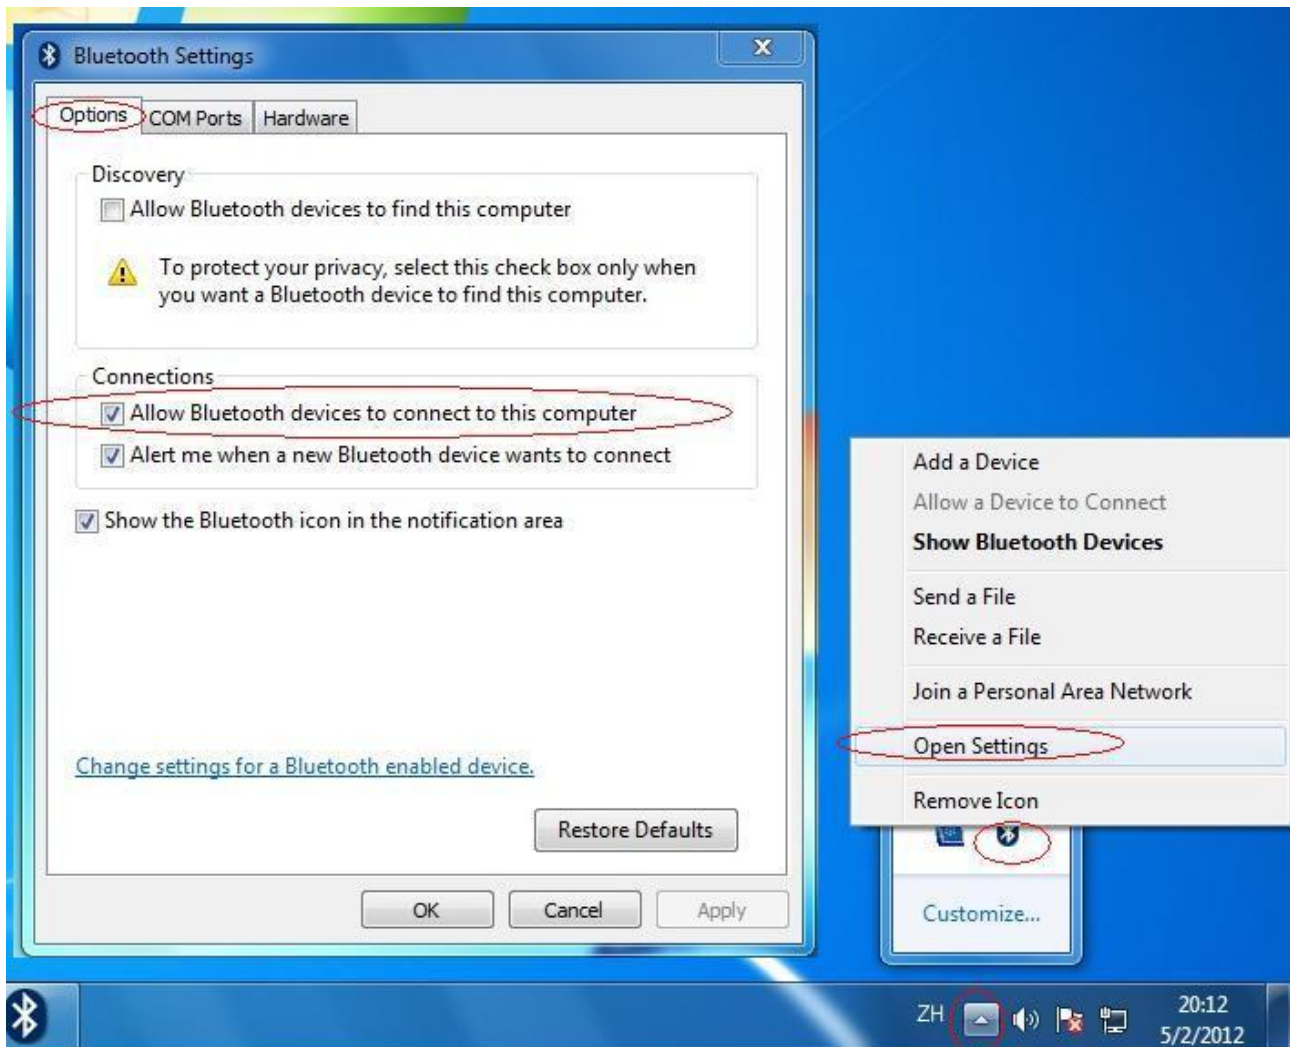 Bluetooth Settings
Options COM Ports Hardware
Discovery
Allow Bluetooth devices to find this computer
To protect your privacy, select this check box only when
you want a Bluetooth device to find this computer.
Connections
Allow Bluetooth devices to connect to this computer
Alert me when a new Bluetooth device wants to connect
Show the Bluetooth icon in the notification area
Change settings for a Bluetooth enabled device.
Restore Defaults
OK Cancel Apply
Add a Device
Allow a Device to Connect
Show Bluetooth Devices
Send a File
Receive a File
Join a Personal Area Network
Open Settings
Remove Icon
Customize...
ZH
20:12
5/2/2012